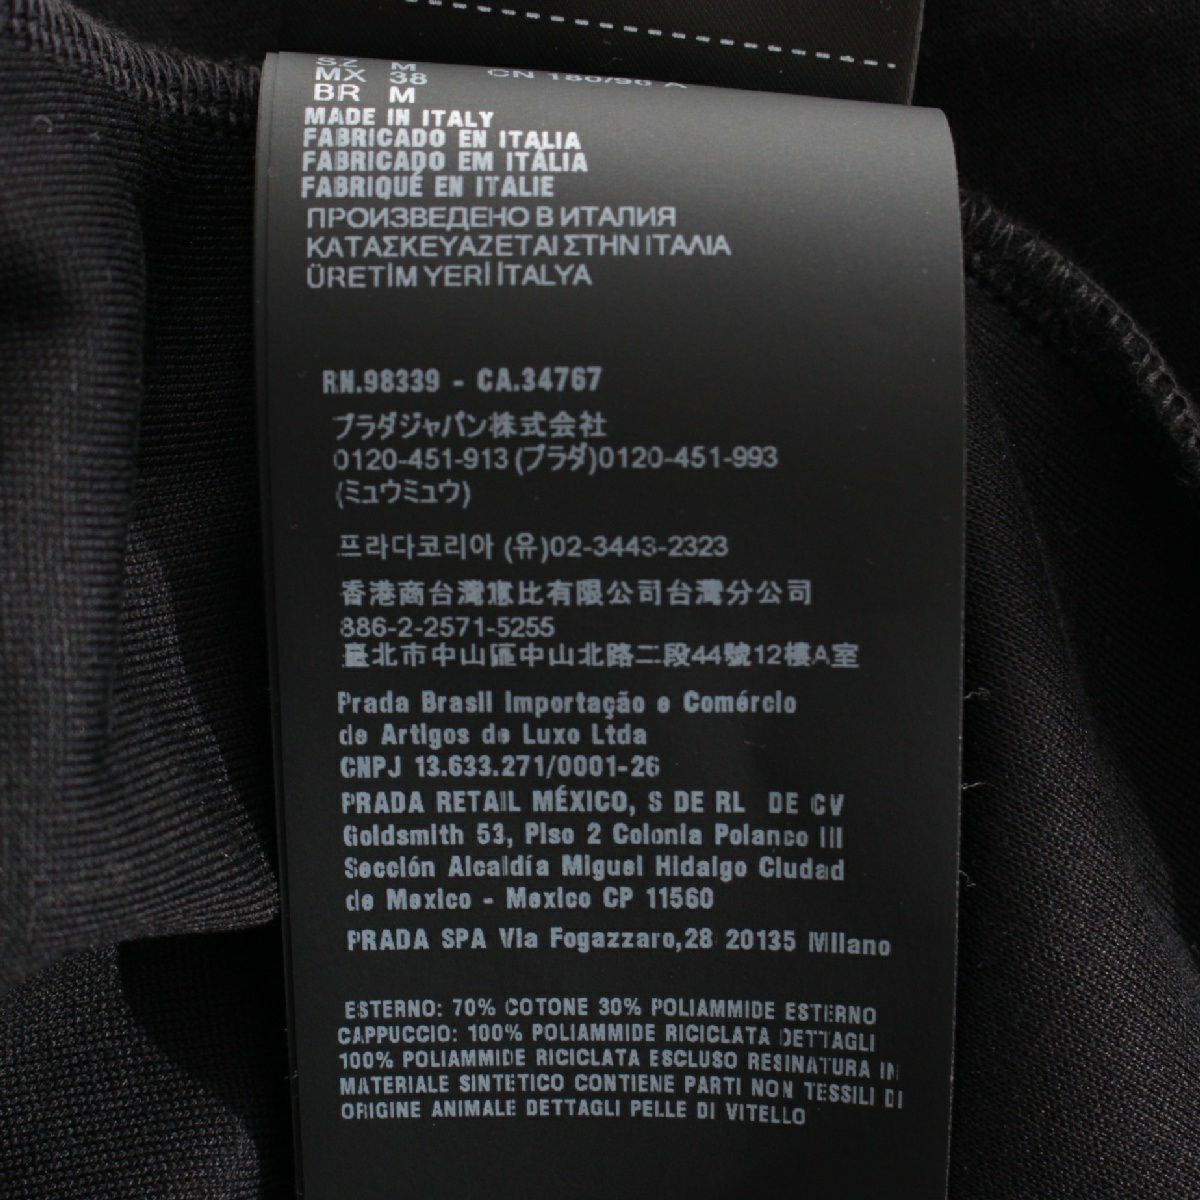 SZ M
MX 38 CN 180/96 A
BR M
MADE IN ITALY
FABRICADO EN ITALIA
FABRICADO EM ITÁLIA
FABRIQUÉ EN ITALIE
ПРОИЗВЕДЕНО В ИТАЛИЯ
ΚΑΤΑΣΚΕΥΑΖΕΤΑΙ ΣΤΗΝ ΙΤΑΛΙΑ
ÜRETİM YERİ İTALYA
RN.98339 - CA.34767
プラダジャパン株式会社
0120-451-913 (プラダ)0120-451-993
(ミュウミュウ)
프라다코리아 (유)02-3443-2323
香港商台灣惠比有限公司台灣分公司
886-2-2571-5255
臺北市中山區中山北路二段44號12樓A室
Prada Brasil Importação e Comércio
de Artigos de Luxo Ltda
CNPJ 13.633.271/0001-26
PRADA RETAIL MÉXICO, S DE RL DE CV
Goldsmith 53, Piso 2 Colonia Polanco III
Sección Alcaldía Miguel Hidalgo Ciudad
de Mexico - Mexico CP 11560
PRADA SPA Via Fogazzaro,28 20135 Milano
ESTERNO: 70% COTONE 30% POLIAMMIDE ESTERNO
CAPPUCCIO: 100% POLIAMMIDE RICICLATA DETTAGLI
100% POLIAMMIDE RICICLATA ESCLUSO RESINATURA IN
MATERIALE SINTETICO CONTIENE PARTI NON TESSILI DI
ORIGINE ANIMALE DETTAGLI PELLE DI VITELLO